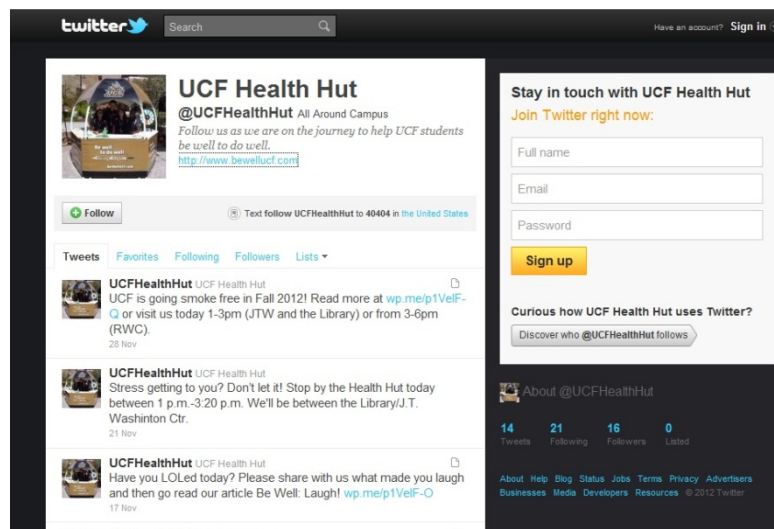 twitter
Search
Have an account? Sign in
UCF Health Hut
@UCFHealthHut All Around Campus
Follow us as we are on the journey to help UCF students
be well to do well.
http://www.bewellucf.com
Follow
Text follow UCFHealthHut to 40404 in the United States
Tweets Favorites Following Followers Lists
UCFHealthHut UCF Health Hut
UCF is going smoke free in Fall 2012! Read more at wp.me/p1VelF-
Q or visit us today 1-3pm (JTW and the Library) or from 3-6pm
(RWC).
28 Nov
UCFHealthHut UCF Health Hut
Stress getting to you? Don't let it! Stop by the Health Hut today
between 1 p.m.-3:20 p.m. We'll be between the Library/J.T.
Washinton Ctr.
21 Nov
UCFHealthHut UCF Health Hut
Have you LOLed today? Please share with us what made you laugh
and then go read our article Be Well: Laugh! wp.me/p1VelF-O
17 Nov
Stay in touch with UCF Health Hut
Join Twitter right now:
Full name
Email
Password
Sign up
Curious how UCF Health Hut uses Twitter?
Discover who @UCFHealthHut follows
About @UCFHealthHut
14 21 16 0
Tweets Following Followers Listed
About Help Blog Status Jobs Terms Privacy Advertisers
Businesses Media Developers Resources © 2012 Twitter